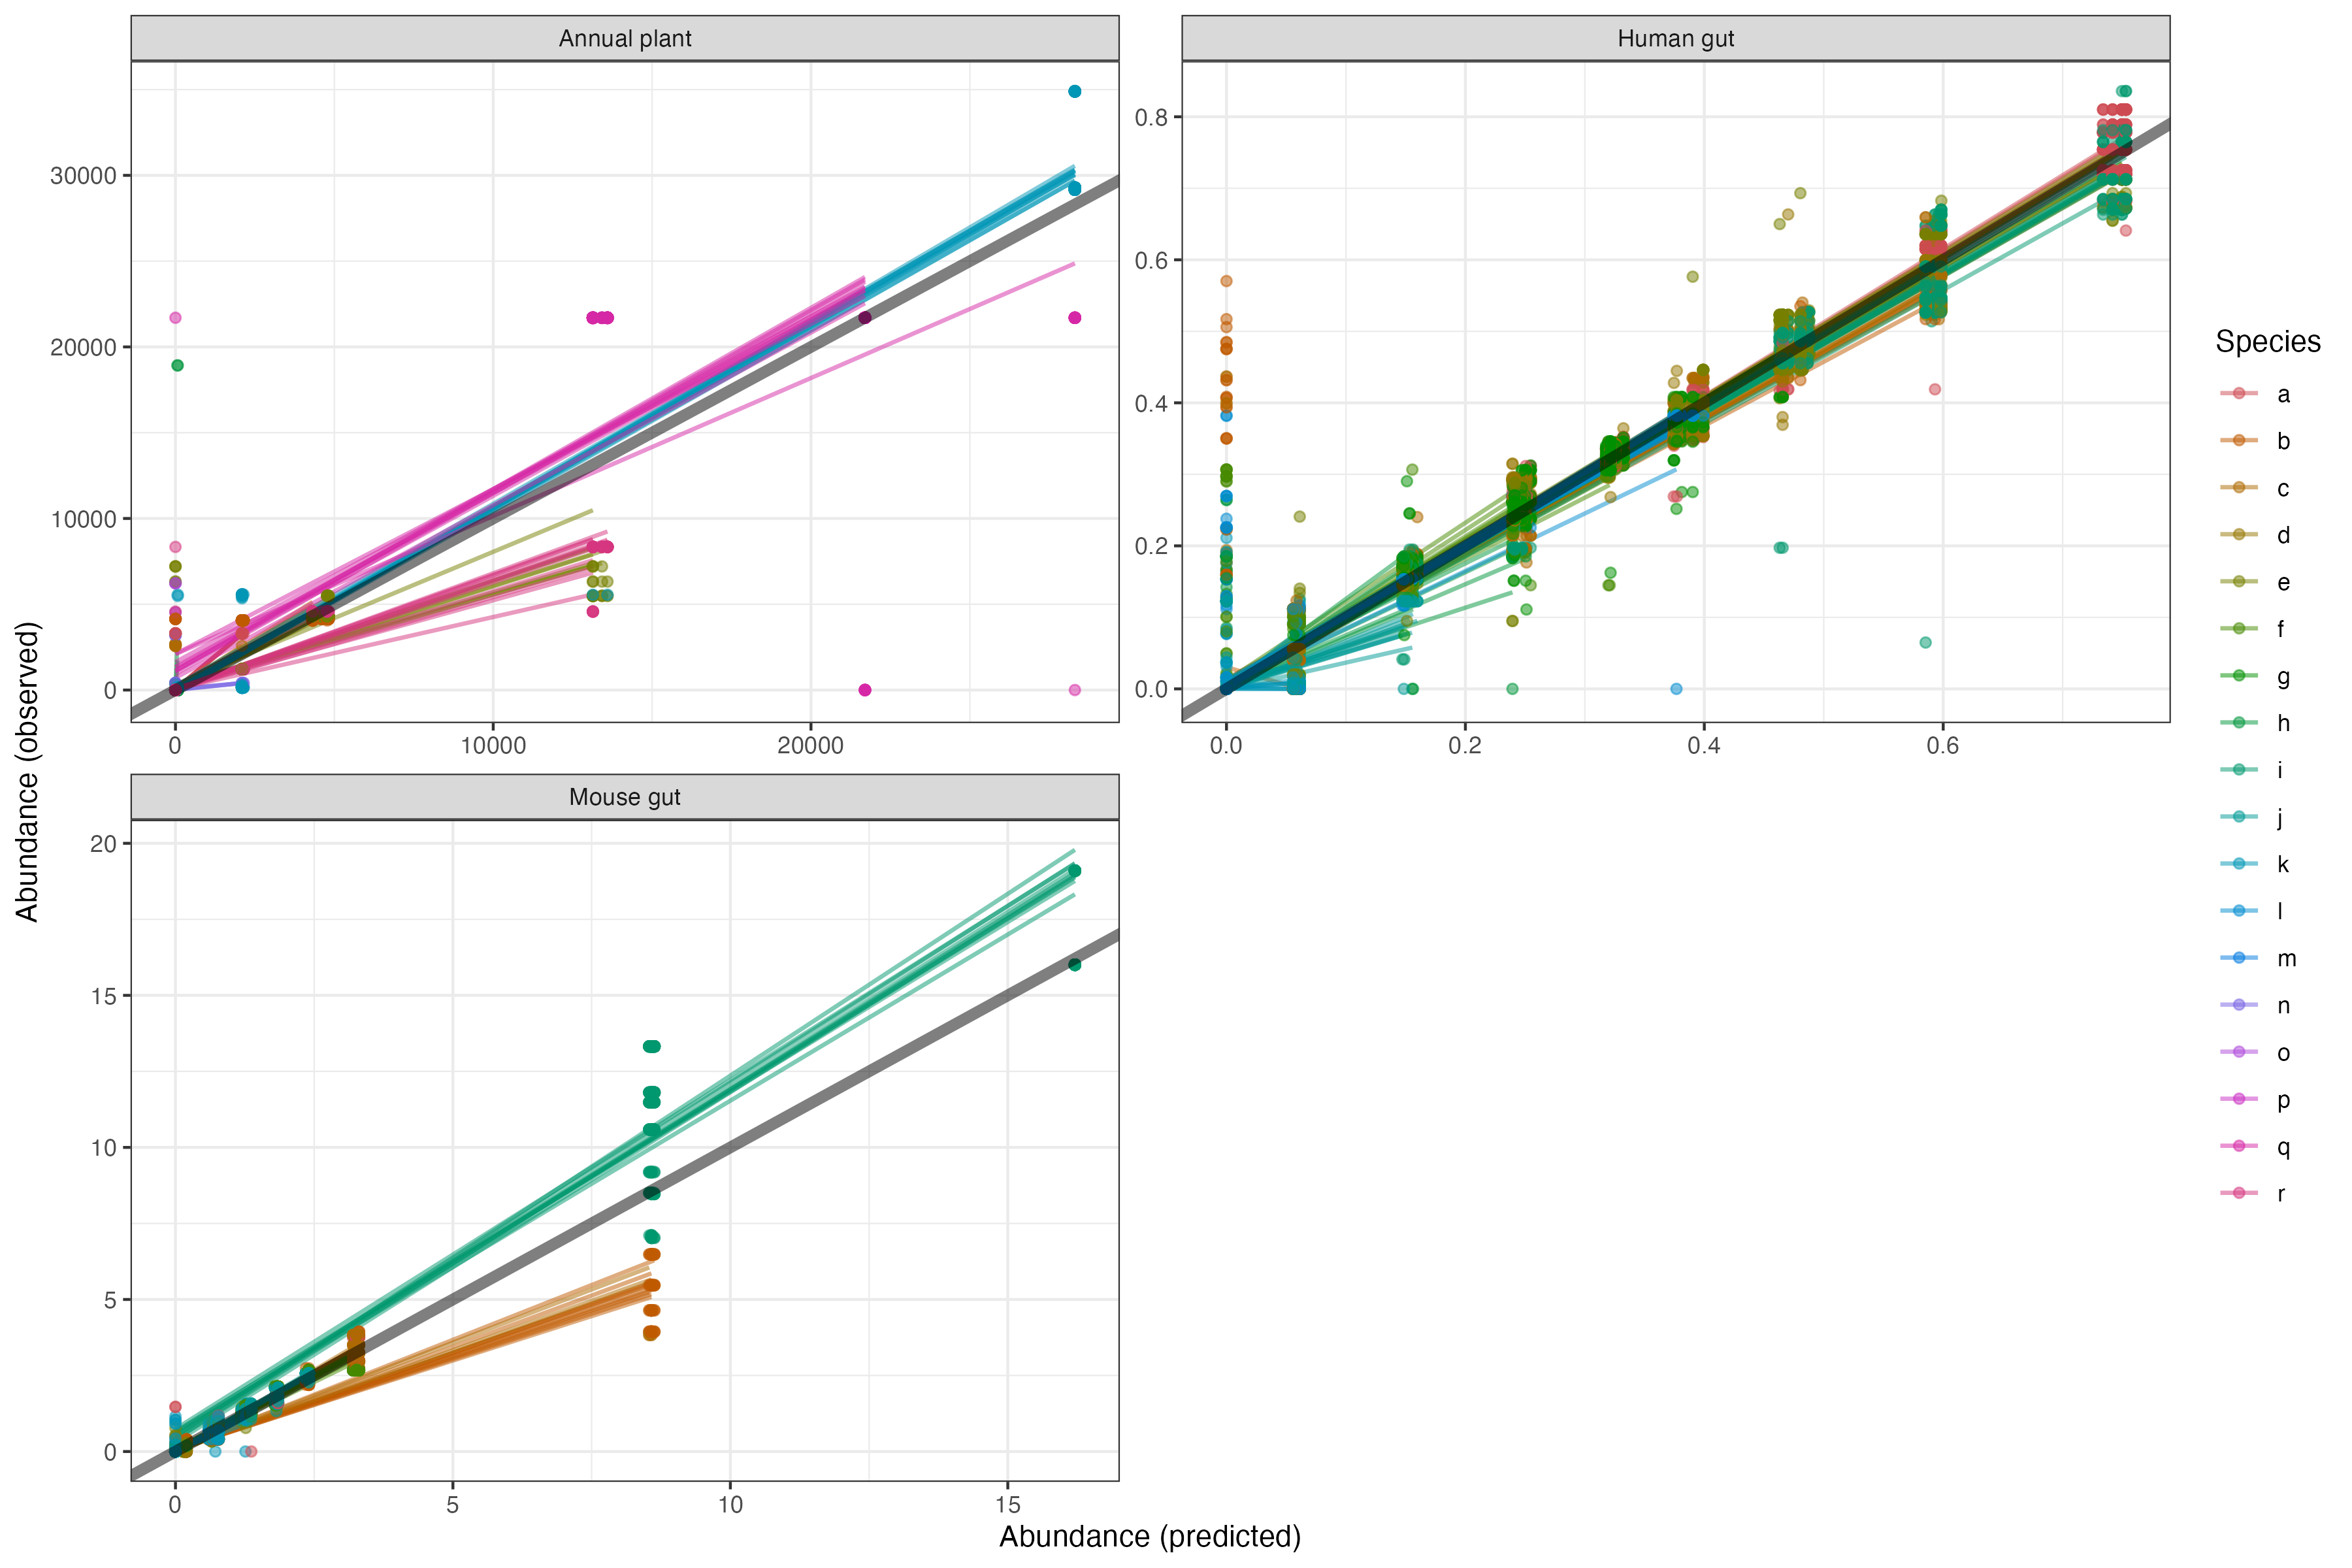 Annual plant
Human gut
30000
20000
10000
0
0
10000
20000
0.8
0.6
0.4
0.2
0.0
0.0
0.2
0.4
0.6
Mouse gut
20
15
10
5
0
0
5
10
15
Abundance (observed)
Abundance (predicted)
Species
a
b
c
d
e
f
g
h
i
j
k
l
m
n
o
p
q
r